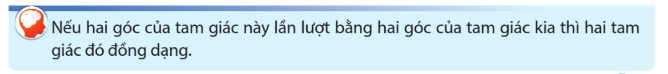 Nếu hai góc của tam giác này lần lượt bằng hai góc của tam giác kia thì hai tam
giác đó đồng dạng.